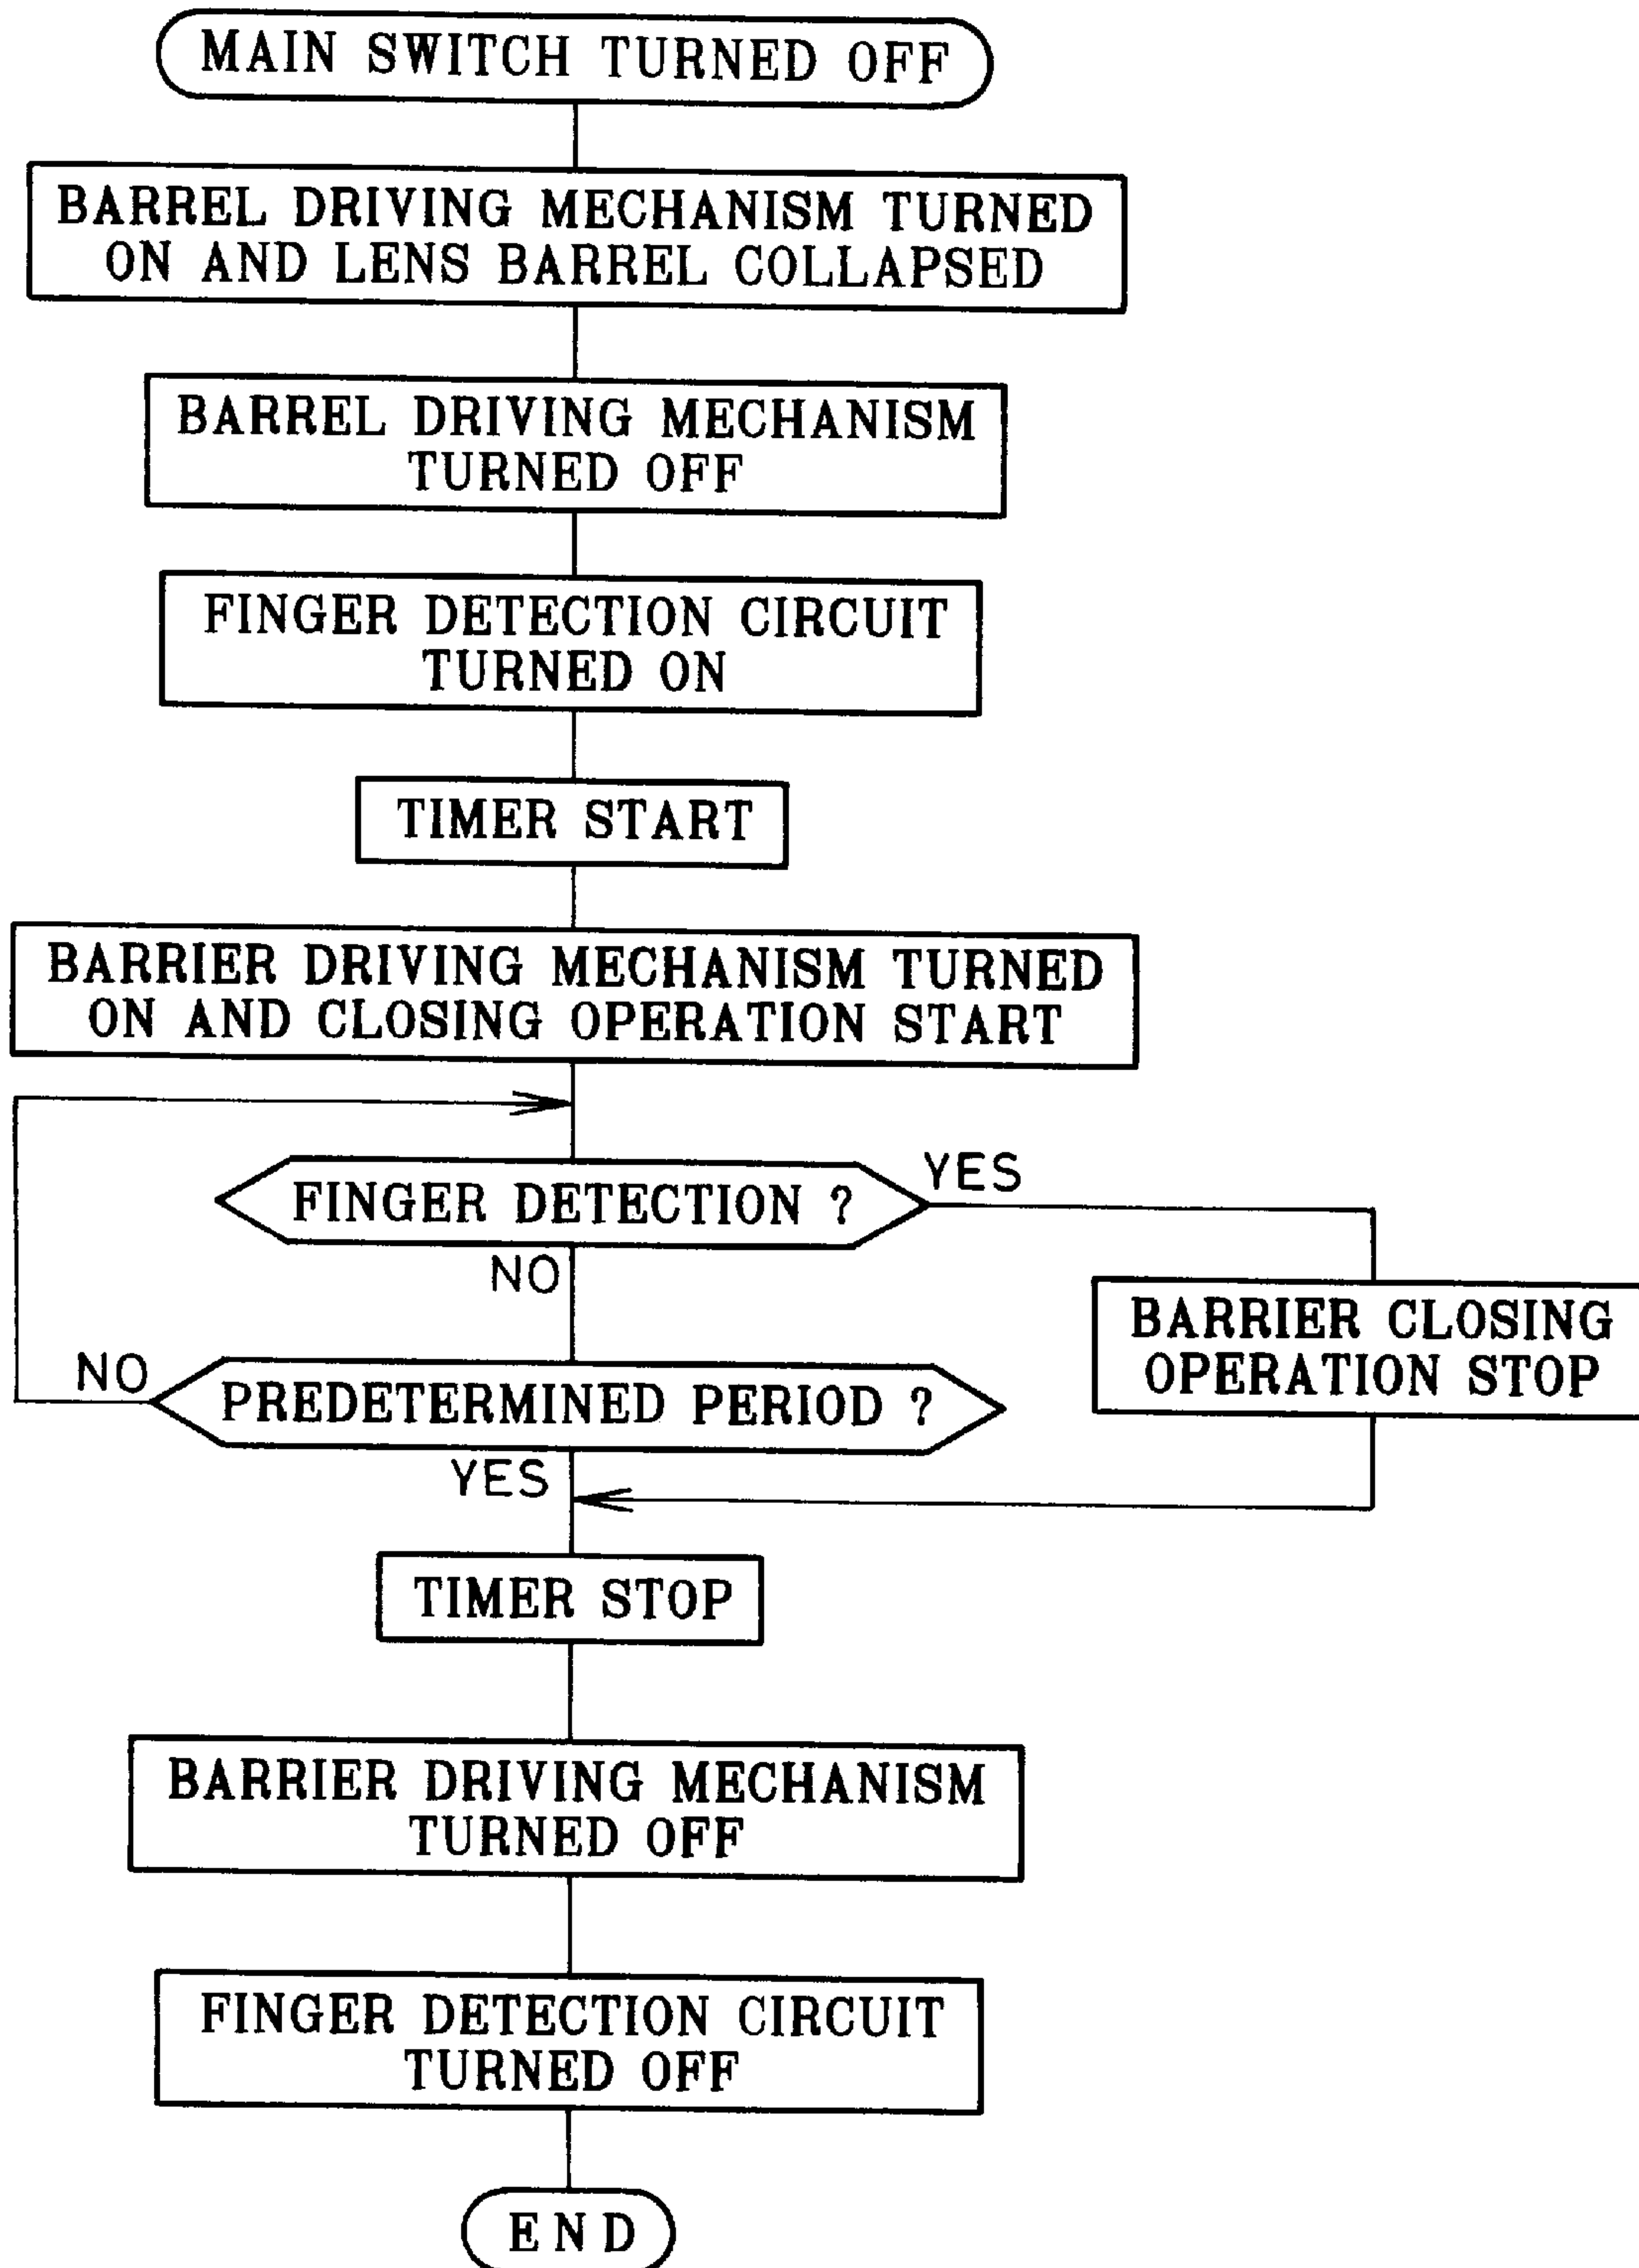 MAIN SWITCH TURNED OFF
BARREL DRIVING MECHANISM TURNED
ON AND LENS BARREL COLLAPSED
BARREL DRIVING MECHANISM
TURNED OFF
FINGER DETECTION CIRCUIT
TURNED ON
TIMER START
BARRIER DRIVING MECHANISM TURNED
ON AND CLOSING OPERATION START
FINGER DETECTION ?
YES
NO
BARRIER CLOSING
OPERATION STOP
PREDETERMINED PERIOD ?
NO
YES
TIMER STOP
BARRIER DRIVING MECHANISM
TURNED OFF
FINGER DETECTION CIRCUIT
TURNED OFF
END